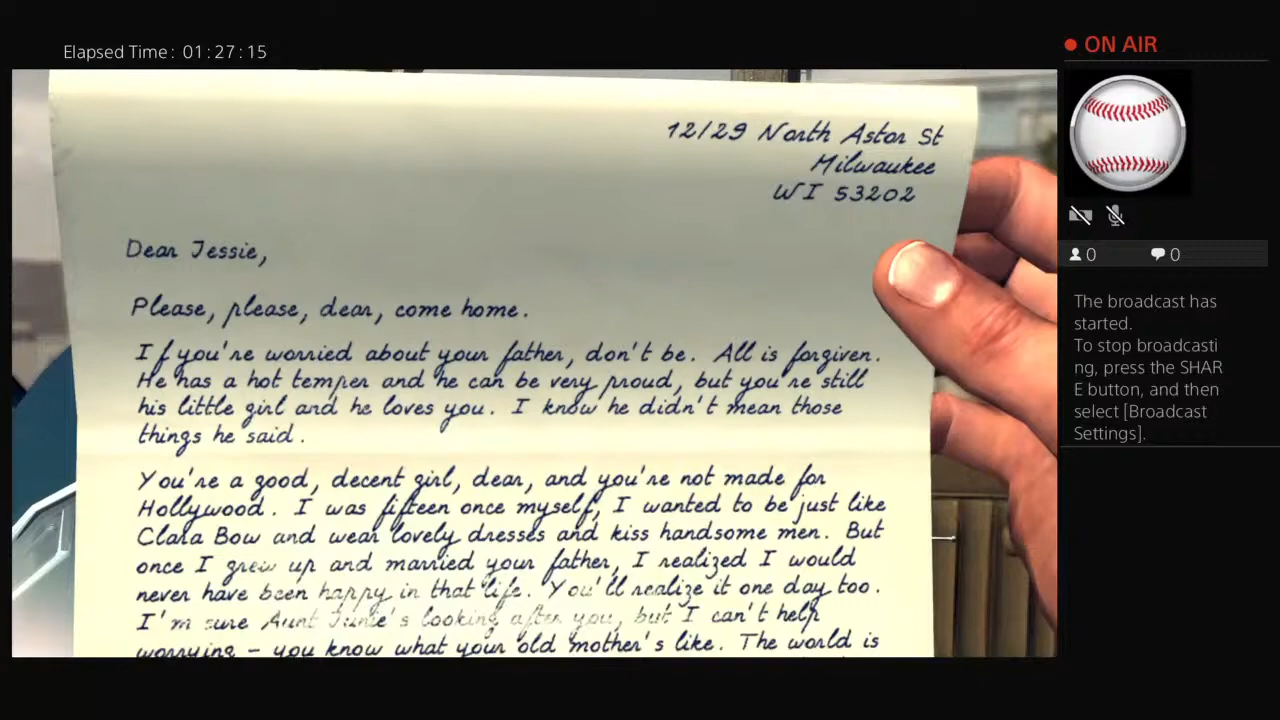 Elapsed Time: 01:27:15
ON AIR
12/29 North Astor St
Milwaukee
WI 53202
Dear Jessie,
Please, please, dear, come home.
If you're worried about your father, don't be. All is forgiven.
He has a hot temper and he can be very proud, but you're still
his little girl and he loves you. I know he didn't mean those
things he said.
You're a good, decent girl, dear, and you're not made for
Hollywood. I was fifteen once myself, I wanted to be just like
Clara Bow and wear lovely dresses and kiss handsome men. But
once I grew up and married your father, I realized I would
never have been happy in that life. You'll realize it one day too.
I'm sure Aunt Junie's looking after you, but I can't help
worrying – you know what your old mother's like. The world is
0
0
The broadcast has
started.
To stop broadcasti
ng, press the SHAR
E button, and then
select [Broadcast
Settings].